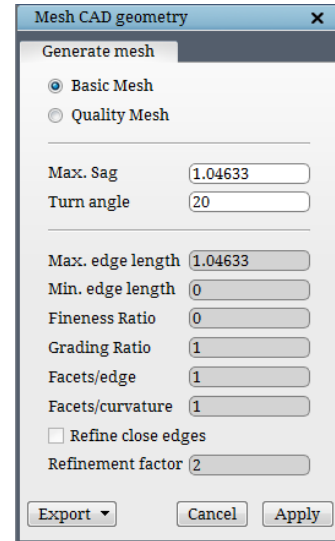 Mesh CAD geometry
Generate mesh
Basic Mesh
Quality Mesh
Max. Sag 1.04633
Turn angle 20
Max. edge length 1.04633
Min. edge length 0
Fineness Ratio 0
Grading Ratio 1
Facets/edge 1
Facets/curvature 1
Refine close edges
Refinement factor 2
Export Cancel Apply